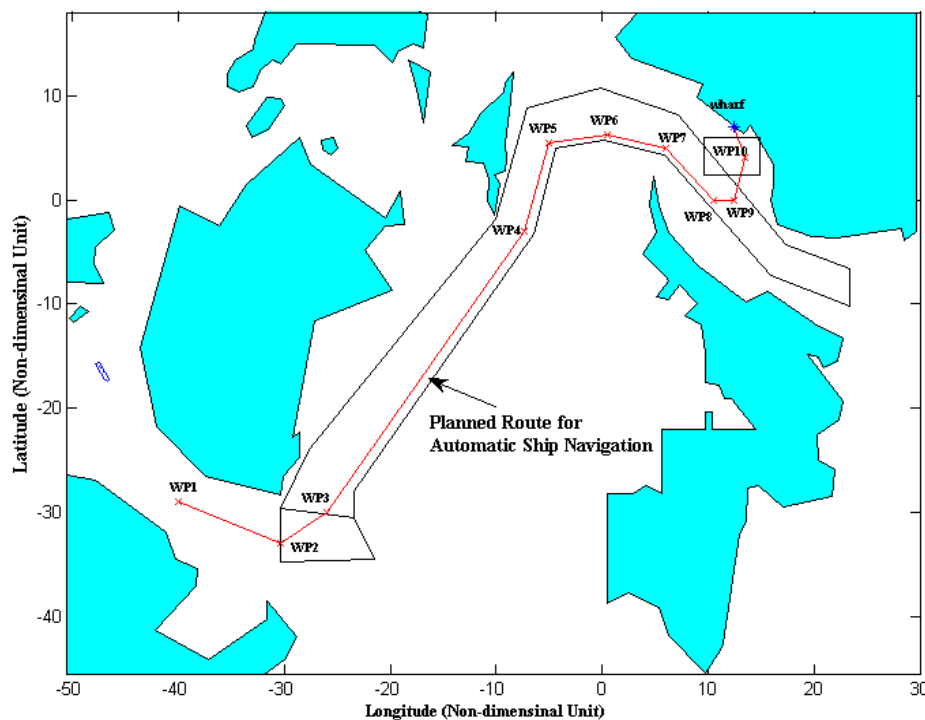 10
0
-10
-20
-30
-40
Latitude (Non-dimensinal Unit)
wharf
WP5
WP6
WP7
WP10
WP4
WP8
WP9
Planned Route for
Automatic Ship Navigation
WP1
WP3
WP2
-50
-40
-30
-20
-10
0
10
20
30
Longitude (Non-dimensinal Unit)